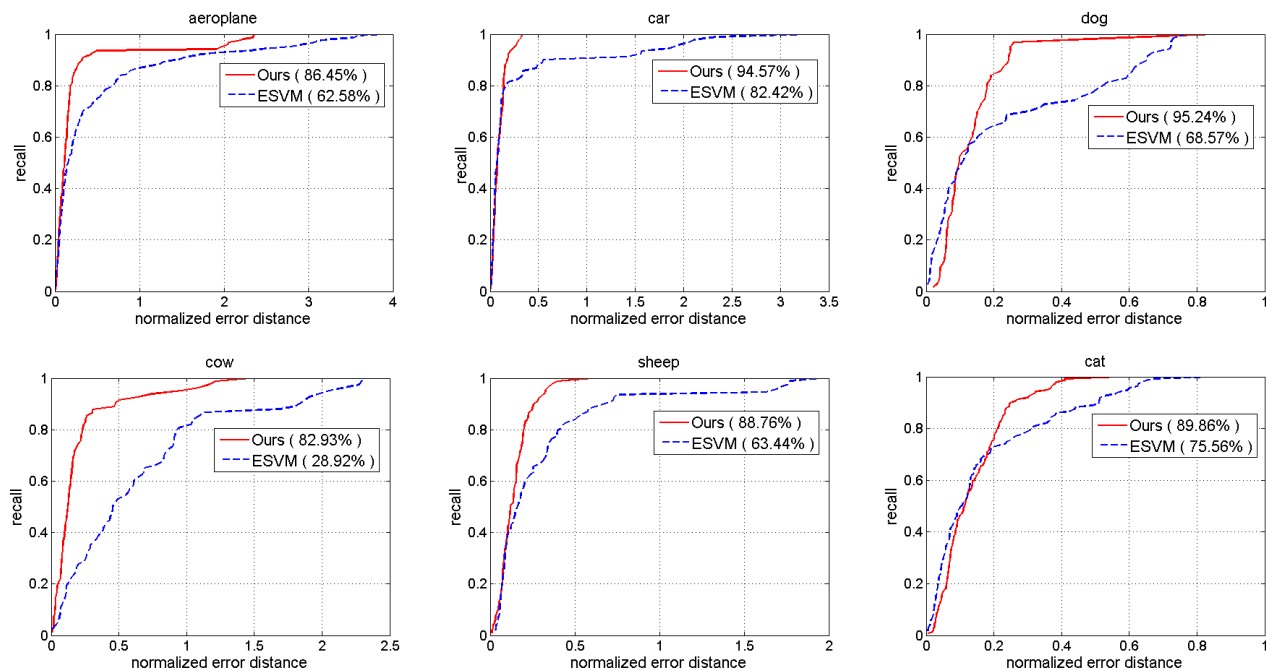 aeroplane
1
0.8
0.6
0.4
0.2
0
recall
Ours ( 86.45% )
ESVM ( 62.58% )
0 1 2 3 4
normalized error distance
car
1
0.8
0.6
0.4
0.2
0
recall
Ours ( 94.57% )
ESVM ( 82.42% )
0 0.5 1 1.5 2 2.5 3 3.5
normalized error distance
dog
1
0.8
0.6
0.4
0.2
0
recall
Ours ( 95.24% )
ESVM ( 68.57% )
0 0.2 0.4 0.6 0.8 1
normalized error distance
cow
1
0.8
0.6
0.4
0.2
0
recall
Ours ( 82.93% )
ESVM ( 28.92% )
0 0.5 1 1.5 2 2.5
normalized error distance
sheep
1
0.8
0.6
0.4
0.2
0
recall
Ours ( 88.76% )
ESVM ( 63.44% )
0 0.5 1 1.5 2
normalized error distance
cat
1
0.8
0.6
0.4
0.2
0
recall
Ours ( 89.86% )
ESVM ( 75.56% )
0 0.2 0.4 0.6 0.8 1
normalized error distance